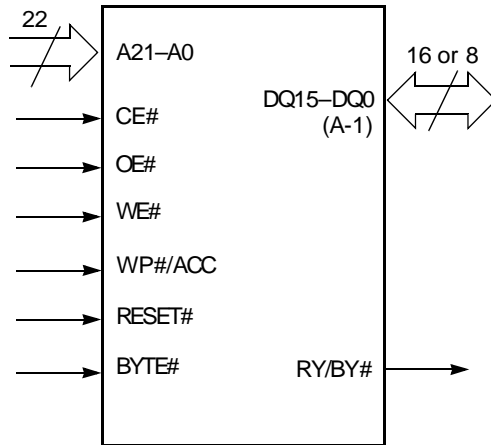 22
A21–A0
16 or 8
DQ15–DQ0
(A-1)
CE#
OE#
WE#
WP#/ACC
RESET#
BYTE#
RY/BY#